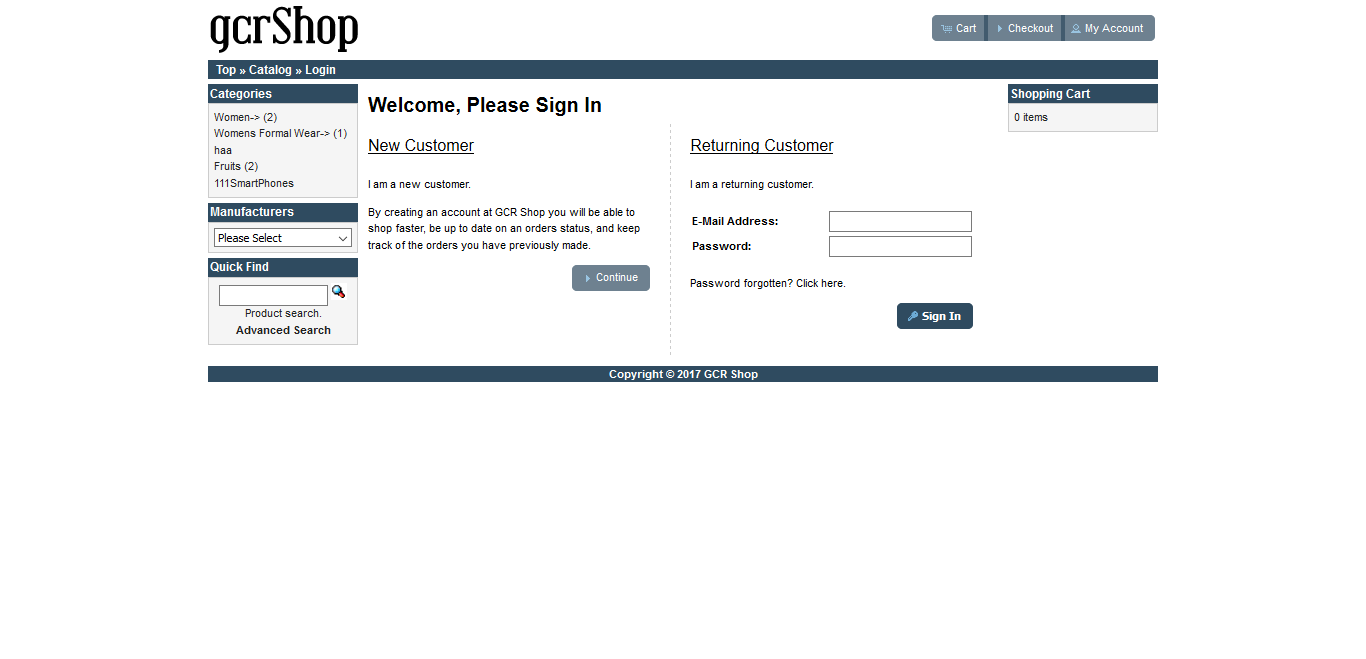 gcrShop
Cart
Checkout
My Account
Top » Catalog » Login
Categories
Women-> (2)
Womens Formal Wear-> (1)
haa
Fruits (2)
111SmartPhones
Manufacturers
Please Select
Quick Find
Product search.
Advanced Search
Welcome, Please Sign In
New Customer
I am a new customer.
By creating an account at GCR Shop you will be able to
shop faster, be up to date on an orders status, and keep
track of the orders you have previously made.
Continue
Returning Customer
I am a returning customer.
E-Mail Address:
Password:
Password forgotten? Click here.
Sign In
Shopping Cart
0 items
Copyright © 2017 GCR Shop